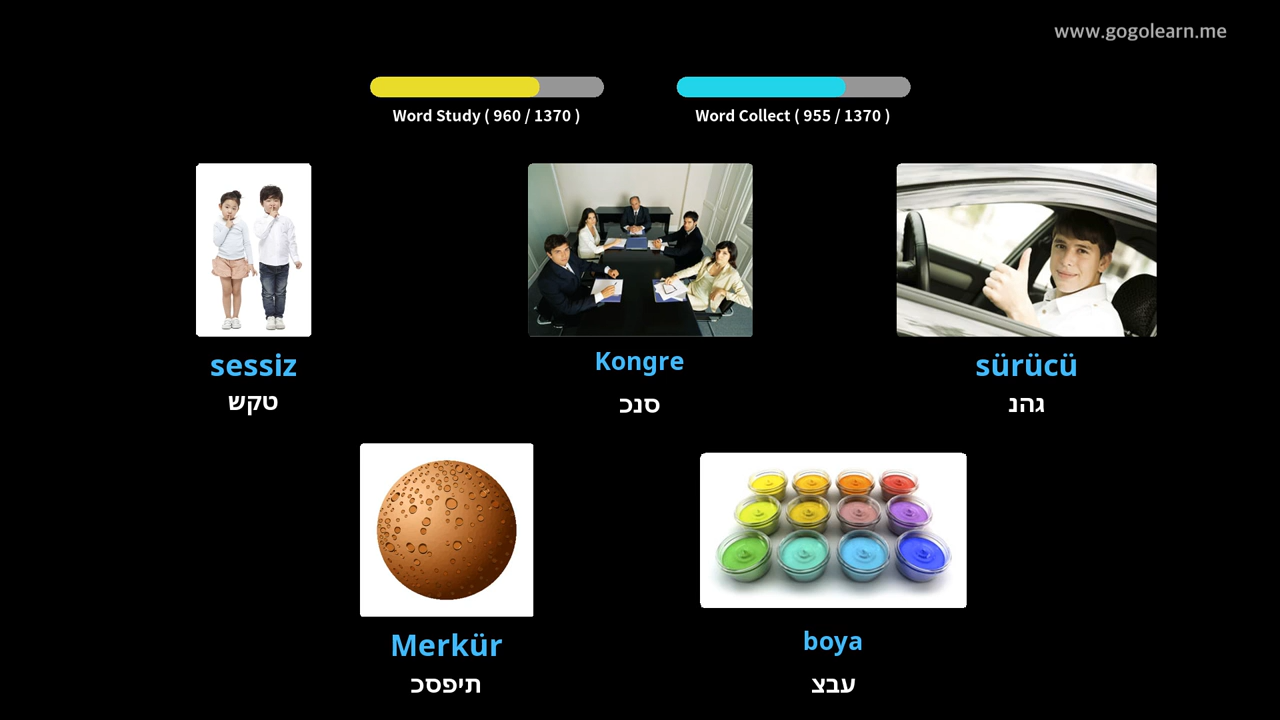 www.gogolearn.me
Word Study ( 960 / 1370 )
Word Collect ( 955 / 1370 )
sessiz
טקש
Kongre
סנכ
sürücü
גהנ
Merkür
תיפסכ
boya
עבצ